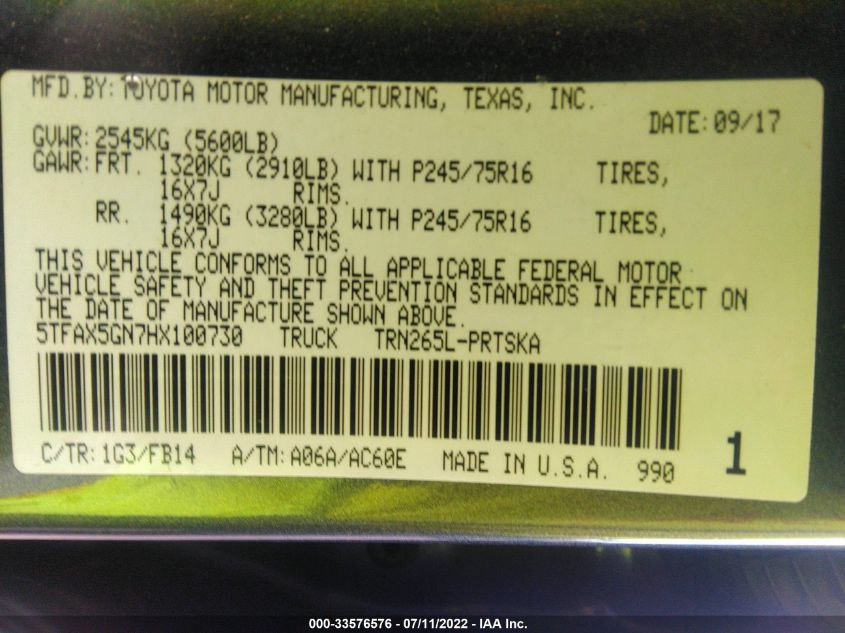 MFD.BY:TOYOTA MOTOR MANUFACTURING, TEXAS, INC.
DATE:09/17
GVWR:2545KG (5600LB)
GAWR:FRT. 1320KG (2910LB) WITH P245/75R16 TIRES,
16X7J RIMS.
RR. 1490KG (3280LB) WITH P245/75R16 TIRES,
16X7J RIMS.
THIS VEHICLE CONFORMS TO ALL APPLICABLE FEDERAL MOTOR
VEHICLE SAFETY AND THEFT PREVENTION STANDARDS IN EFFECT ON
THE DATE OF MANUFACTURE SHOWN ABOVE.
5TFAX5GN7HX100730 TRUCK TRN265L-PRTSKA
C/TR:1G3/FB14 A/TM:A06A/AC60E MADE IN U.S.A. 990 1
000-33576576 - 07/11/2022 - IAA Inc.